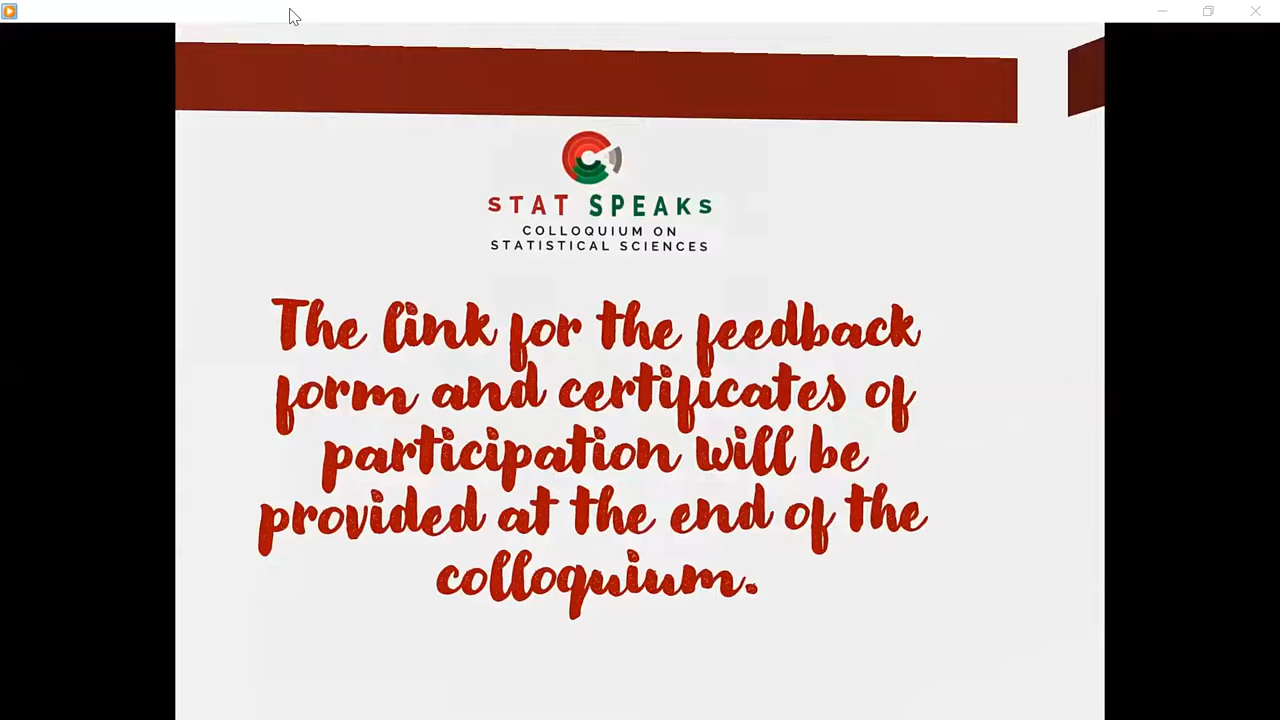 STAT SPEAKS
COLLOQUIUM ON
STATISTICAL SCIENCES
The link for the feedback
form and certificates of
participation will be
provided at the end of the
colloquium.